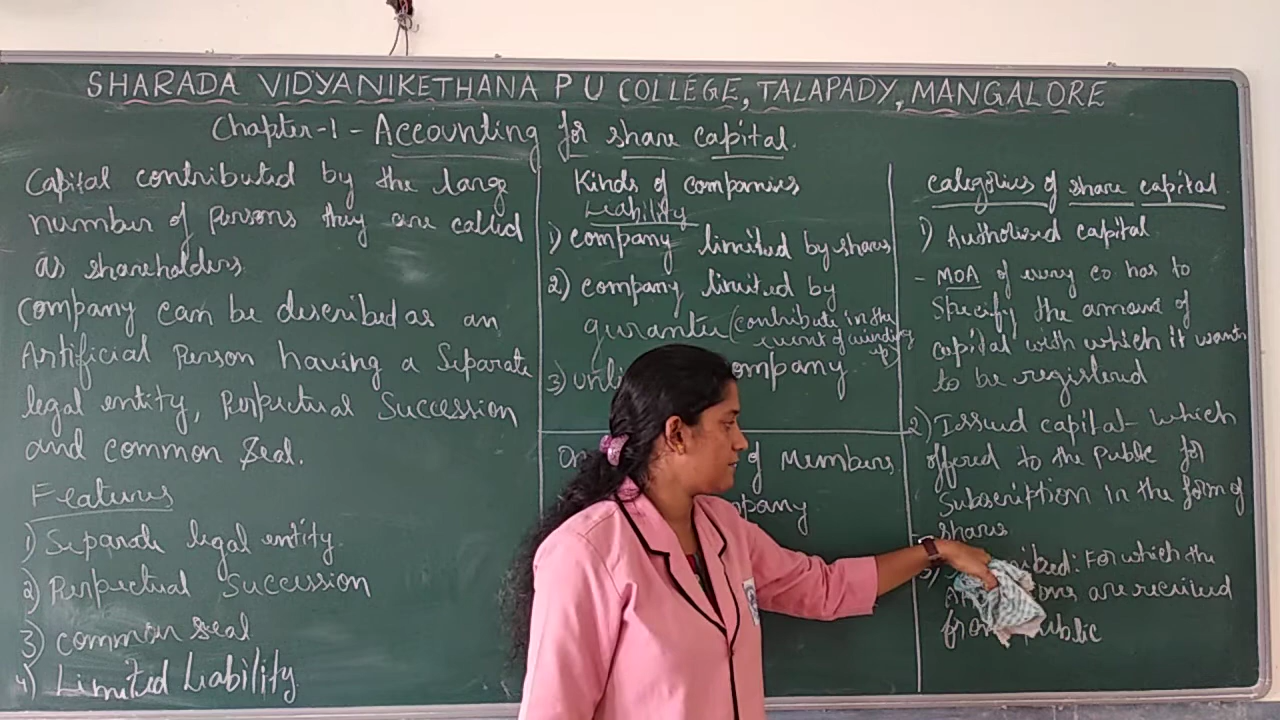 SHARADA VIDYANIKETHANA P U COLLEGE, TALAPADY, MANGALORE
Chapter-1 - Accounting for share capital.
Capital contributed by the large
number of persons they are called
as shareholders
company can be described as an
Artificial Person having a Separate
legal entity, Perpectual Succession
and common Seal.
Features
1) Separate legal entity.
2) Perpectual Succession
3) common seal
4) Limited Liability
Kinds of companies
Liability
1) company limited by shares
2) company limited by
gurantee (contribute in the
event of winding
up)
3) company
of Members
categories of share capital
1) Authorised capital
- MOA of every co has to
Specify the amount of
capital with which it wants
to be registered
2) Issued capital - which
offered to the public for
Subscription in the form of
shares
3) : For which the
are received
from public